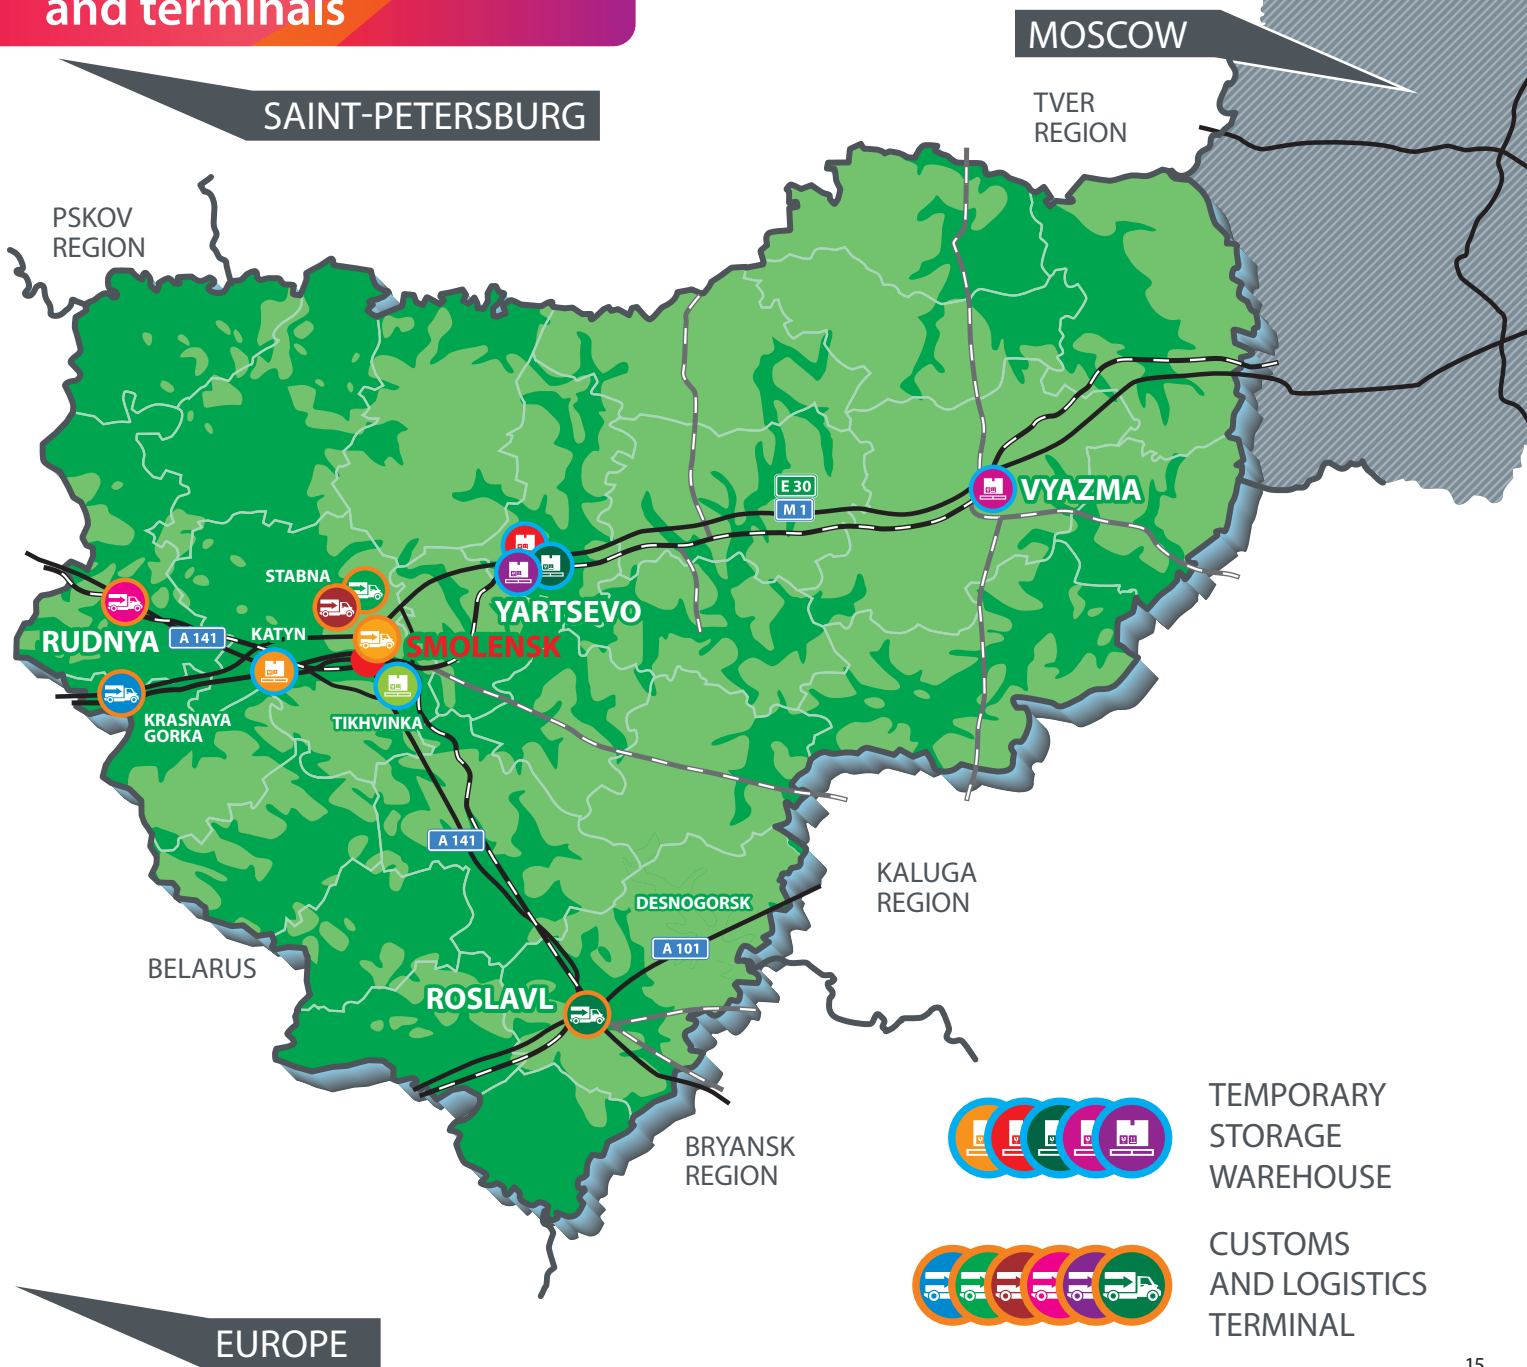 and terminals
MOSCOW
SAINT-PETERSBURG
TVER
REGION
PSKOV
REGION
E 30
M 1
VYAZMA
STABNA
YARTSEVO
KATYN
A 141
RUDNYA
SMOLENSK
KRASNAYA
GORKA
TIKHVINKA
A 141
KALUGA
REGION
DESNOGORSK
A 101
BELARUS
ROSLAVL
BRYANSK
REGION
TEMPORARY
STORAGE
WAREHOUSE
CUSTOMS
AND LOGISTICS
TERMINAL
EUROPE
15